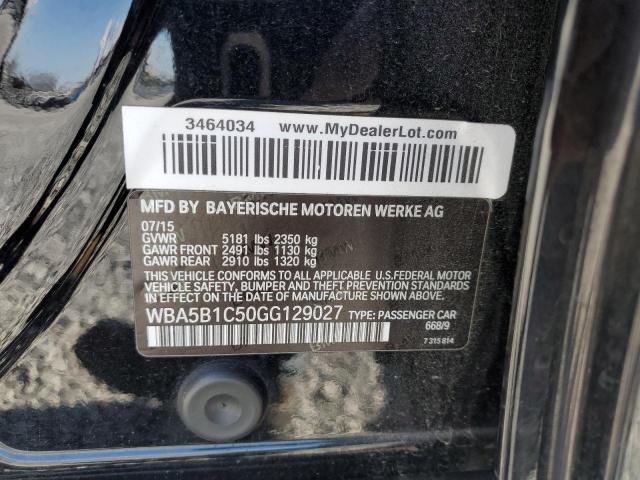 3464034 www.MyDealerLot.com
MFD BY BAYERISCHE MOTOREN WERKE AG
07/15
GVWR 5181 lbs 2350 kg
GAWR FRONT 2491 lbs 1130 kg
GAWR REAR 2910 lbs 1320 kg
THIS VEHICLE CONFORMS TO ALL APPLICABLE U.S.FEDERAL MOTOR
VEHICLE SAFETY, BUMPER AND THEFT PREVENTION STANDARDS
IN EFFECT ON THE DATE OF MANUFACTURE SHOWN ABOVE.
WBA5B1C50GG129027 TYPE: PASSENGER CAR
668/9
7 315 814